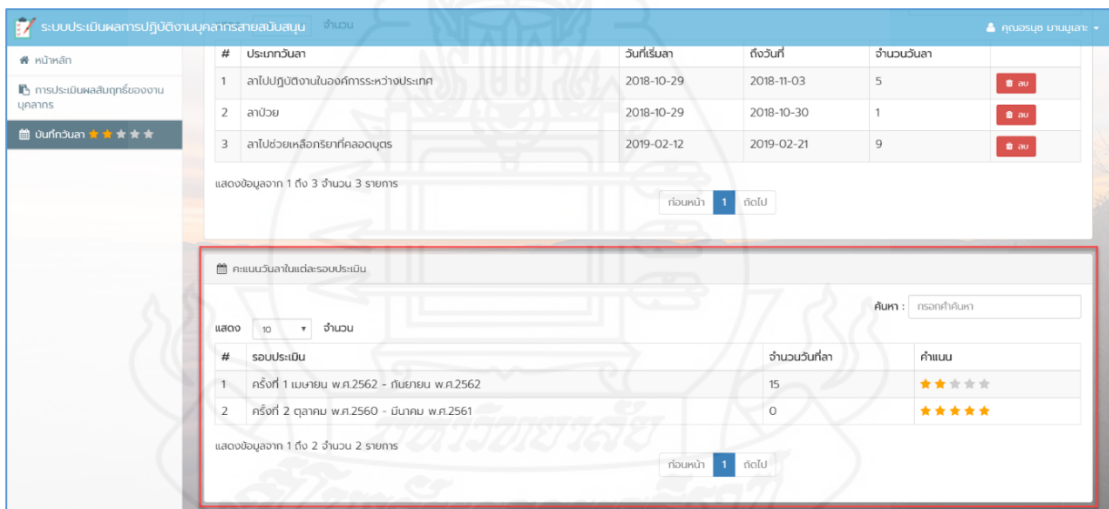 ระบบประเมินผลการปฏิบัติงานบุคลากรสายสนับสนุน
จำนวน
คุณอรนุช มานมูเลาะ
หน้าหลัก
การประเมินผลสัมฤทธิ์ของงาน
บุคลากร
บันทึกวันลา
# ประเภทวันลา วันที่เริ่มลา ถึงวันที่ จำนวนวันลา
1 ลาไปปฏิบัติงานในองค์การระหว่างประเทศ 2018-10-29 2018-11-03 5 ลบ
2 ลาป่วย 2018-10-29 2018-10-30 1 ลบ
3 ลาไปช่วยเหลือภริยาที่คลอดบุตร 2019-02-12 2019-02-21 9 ลบ
แสดงข้อมูลจาก 1 ถึง 3 จำนวน 3 รายการ
ก่อนหน้า 1 ถัดไป
คะแนนวันลาในแต่ละรอบประเมิน
ค้นหา : กรอกคำค้นหา
แสดง 10 จำนวน
# รอบประเมิน จำนวนวันที่ลา คำแนน
1 ครั้งที่ 1 เมษายน พ.ศ.2562 - กันยายน พ.ศ.2562 15
2 ครั้งที่ 2 ตุลาคม พ.ศ.2560 - มีนาคม พ.ศ.2561 0
แสดงข้อมูลจาก 1 ถึง 2 จำนวน 2 รายการ
ก่อนหน้า 1 ถัดไป